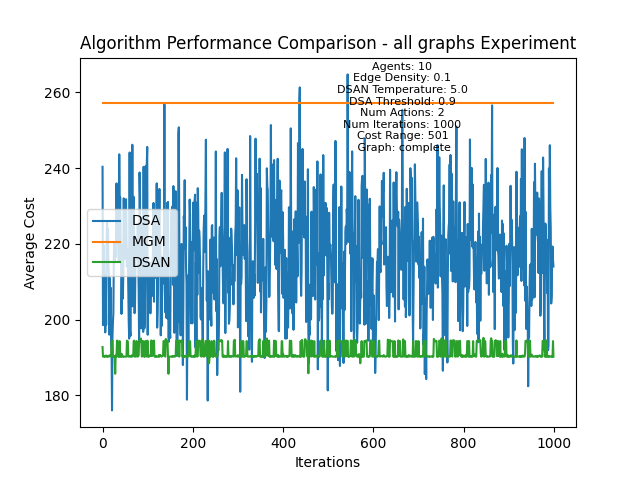 Algorithm Performance Comparison - all graphs Experiment
Agents: 10
Edge Density: 0.1
DSAN Temperature: 5.0
DSA Threshold: 0.9
Num Actions: 2
Num Iterations: 1000
Cost Range: 501
Graph: complete
260
240
220
200
180
Average Cost
DSA
MGM
DSAN
0
200
400
600
800
1000
Iterations